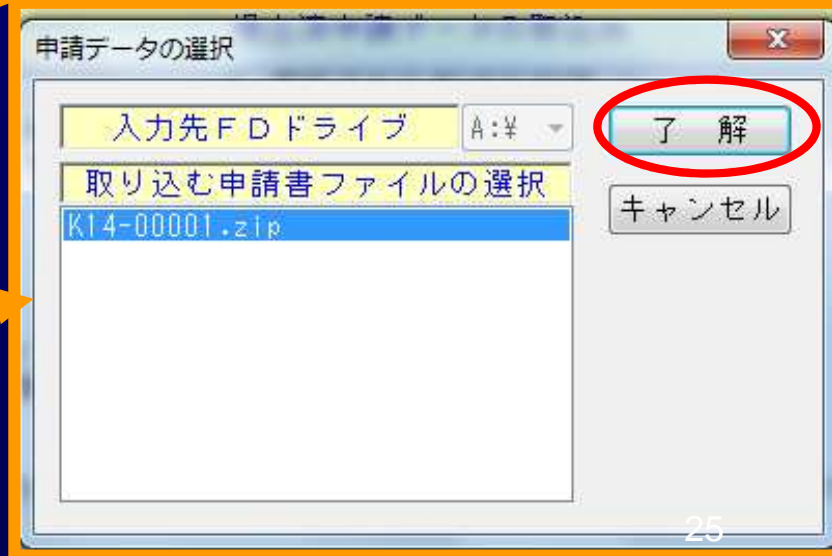 申請データの選択
入力先FDドライブ A:¥
了 解
取り込む申請書ファイルの選択
キャンセル
K14-00001.zip
25